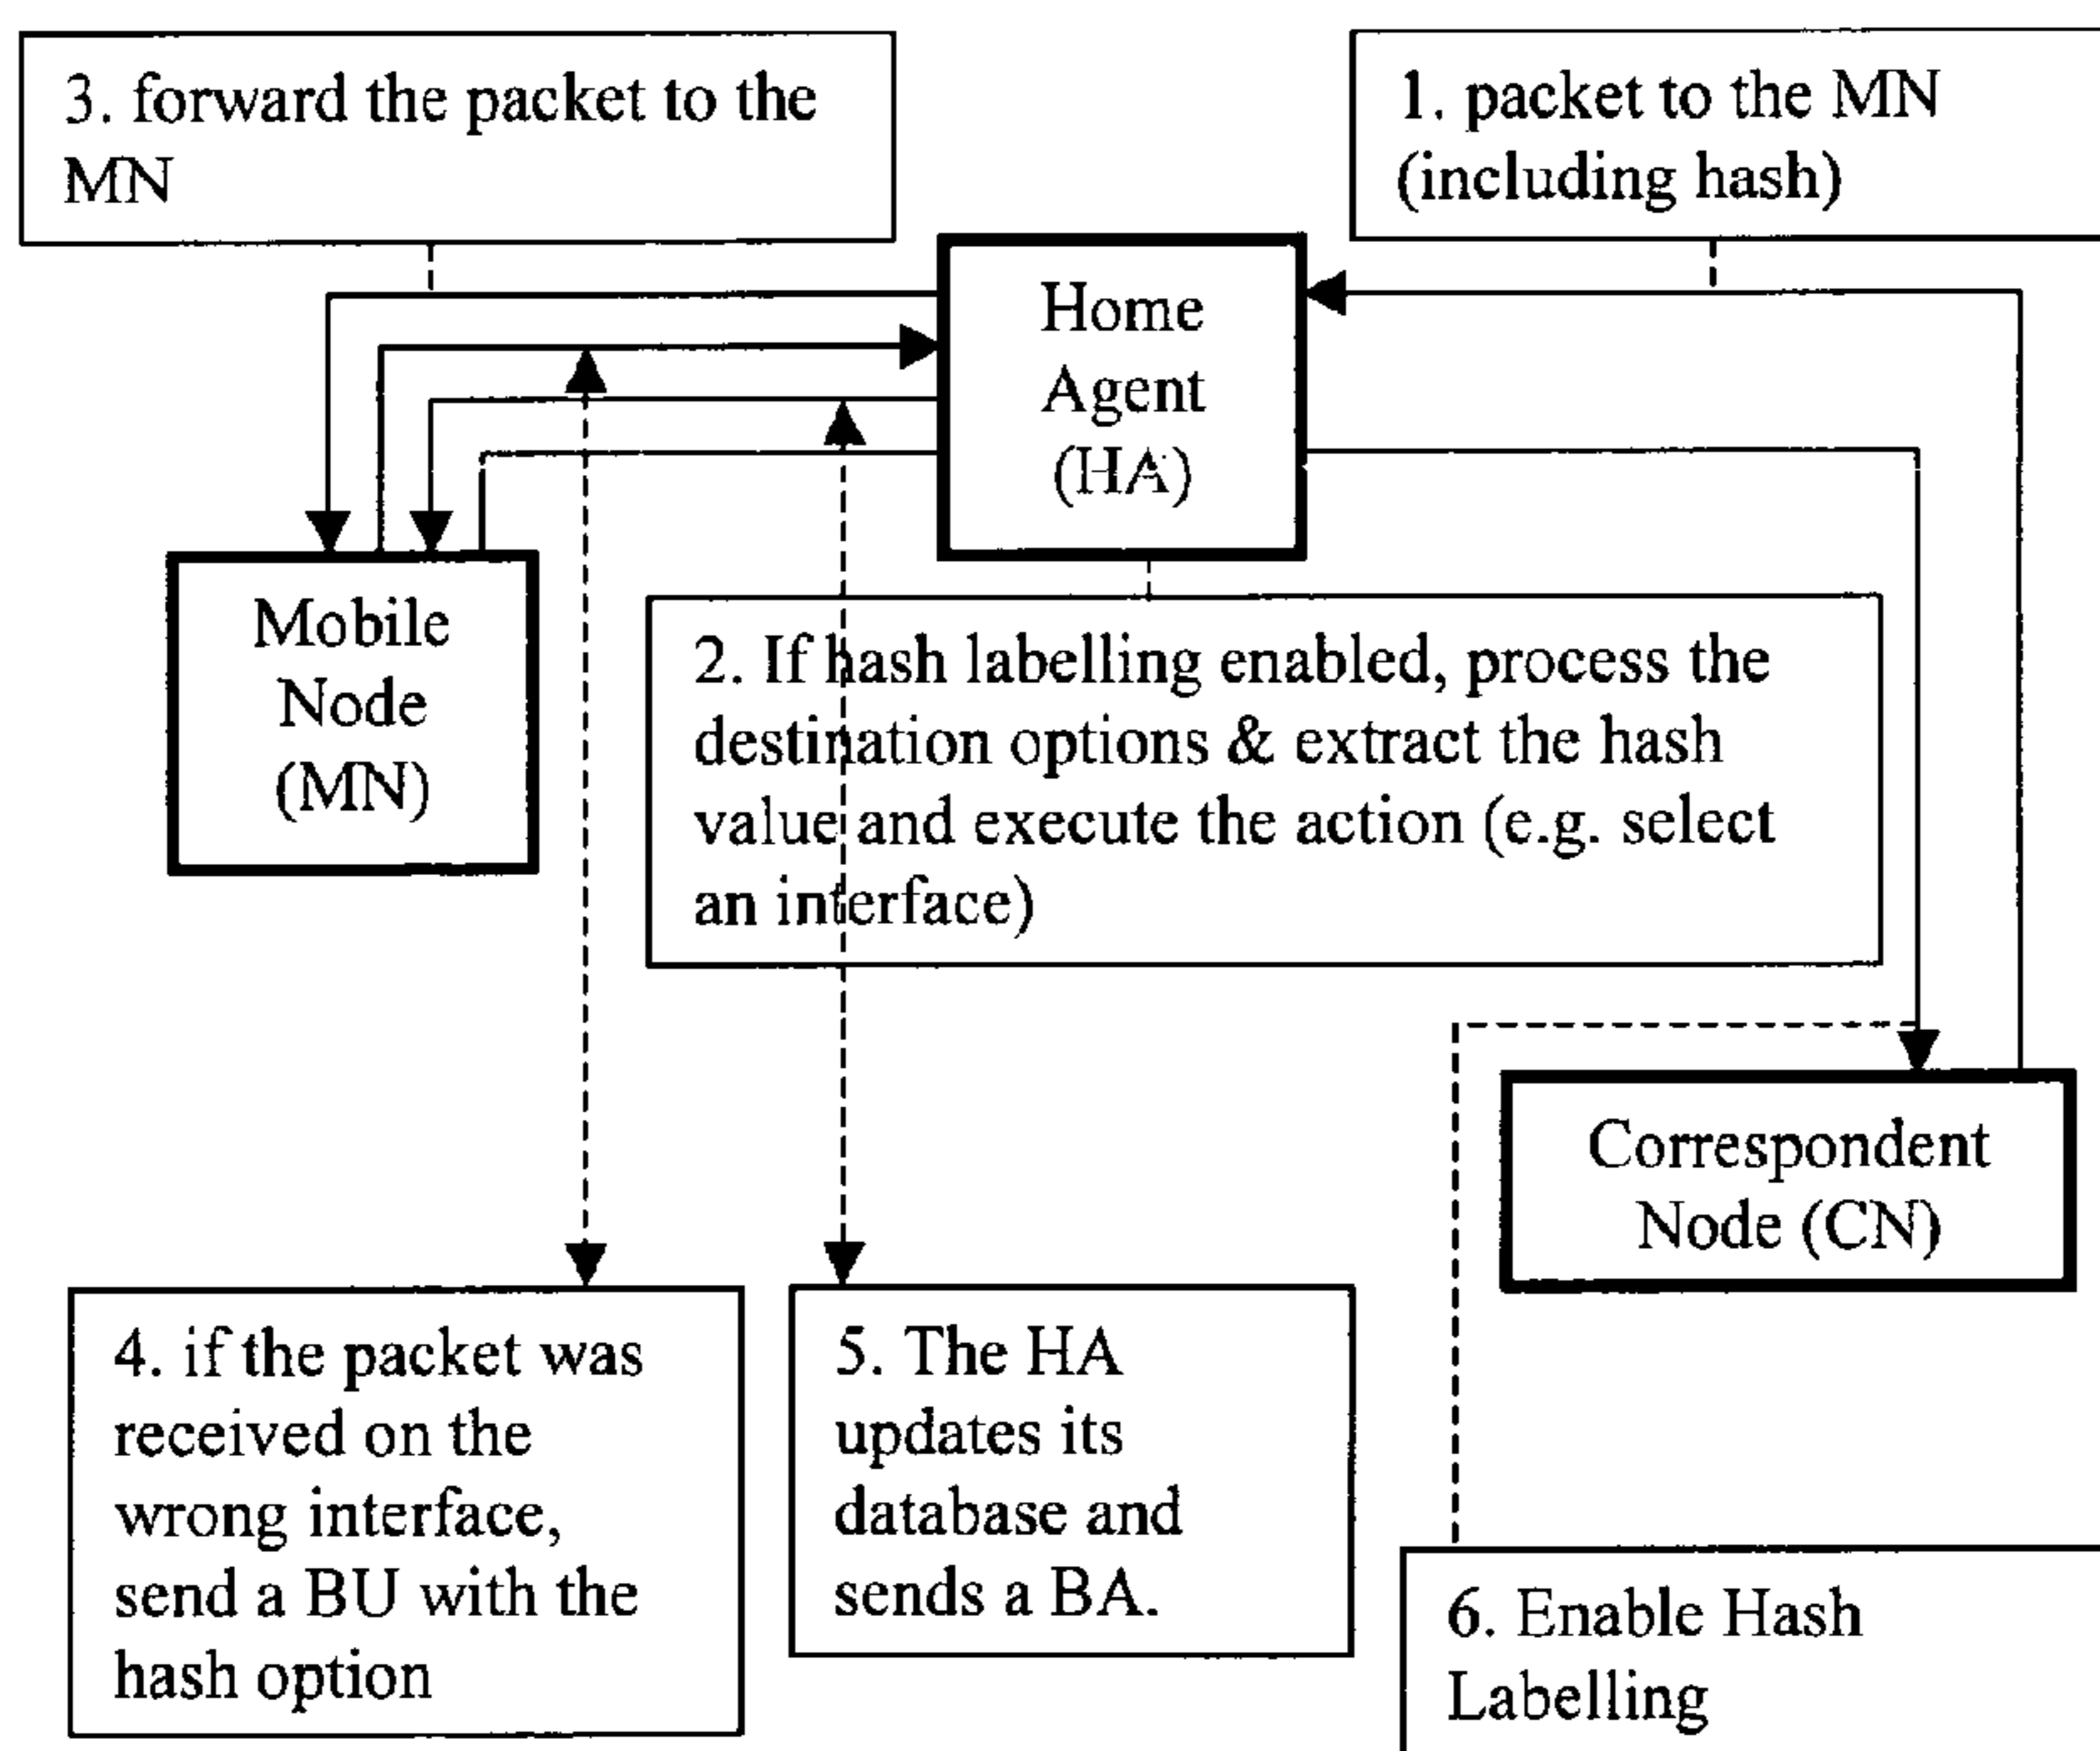 3. forward the packet to the
MN
1. packet to the MN
(including hash)
Home
Agent
(HA)
Mobile
Node
(MN)
2. If hash labelling enabled, process the
destination options & extract the hash
value and execute the action (e.g. select
an interface)
Correspondent
Node (CN)
4. if the packet was
received on the
wrong interface,
send a BU with the
hash option
5. The HA
updates its
database and
sends a BA.
6. Enable Hash
Labelling